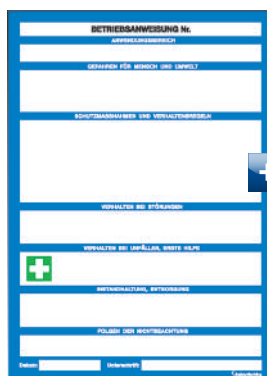 BETRIEBSANWEISUNG Nr.
ANWENDUNGSBEREICH
GEFAHREN FÜR MENSCH UND UMWELT
SCHUTZMASSNAHMEN UND VERHALTENSREGELN
VERHALTEN BEI STÖRUNGEN
VERHALTEN BEI UNFÄLLEN, ERSTE HILFE
INSTANDHALTUNG, ENTSORGUNG
FOLGEN DER NICHTBEACHTUNG
Datum: Unterschrift: